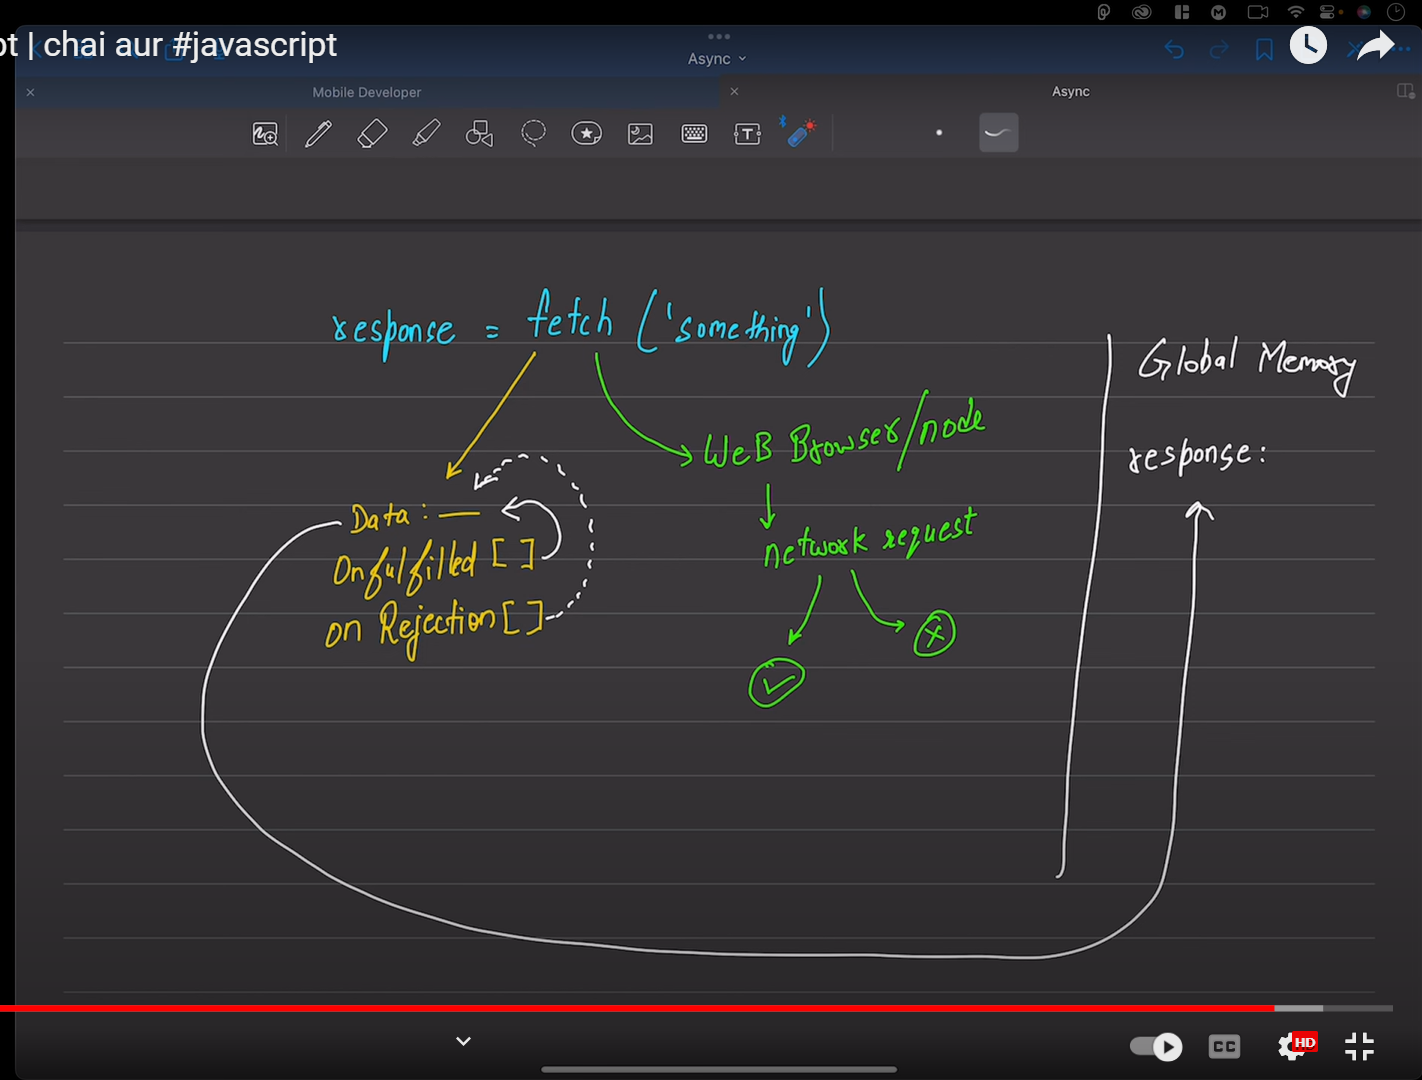 pt | chai aur #javascript
Async
Mobile Developer
Async
response = fetch ('something')
Global Memory
WeB Browser/node
response:
Data : —
network request
Onfulfilled [ ]
on Rejection [ ]
CC
HD